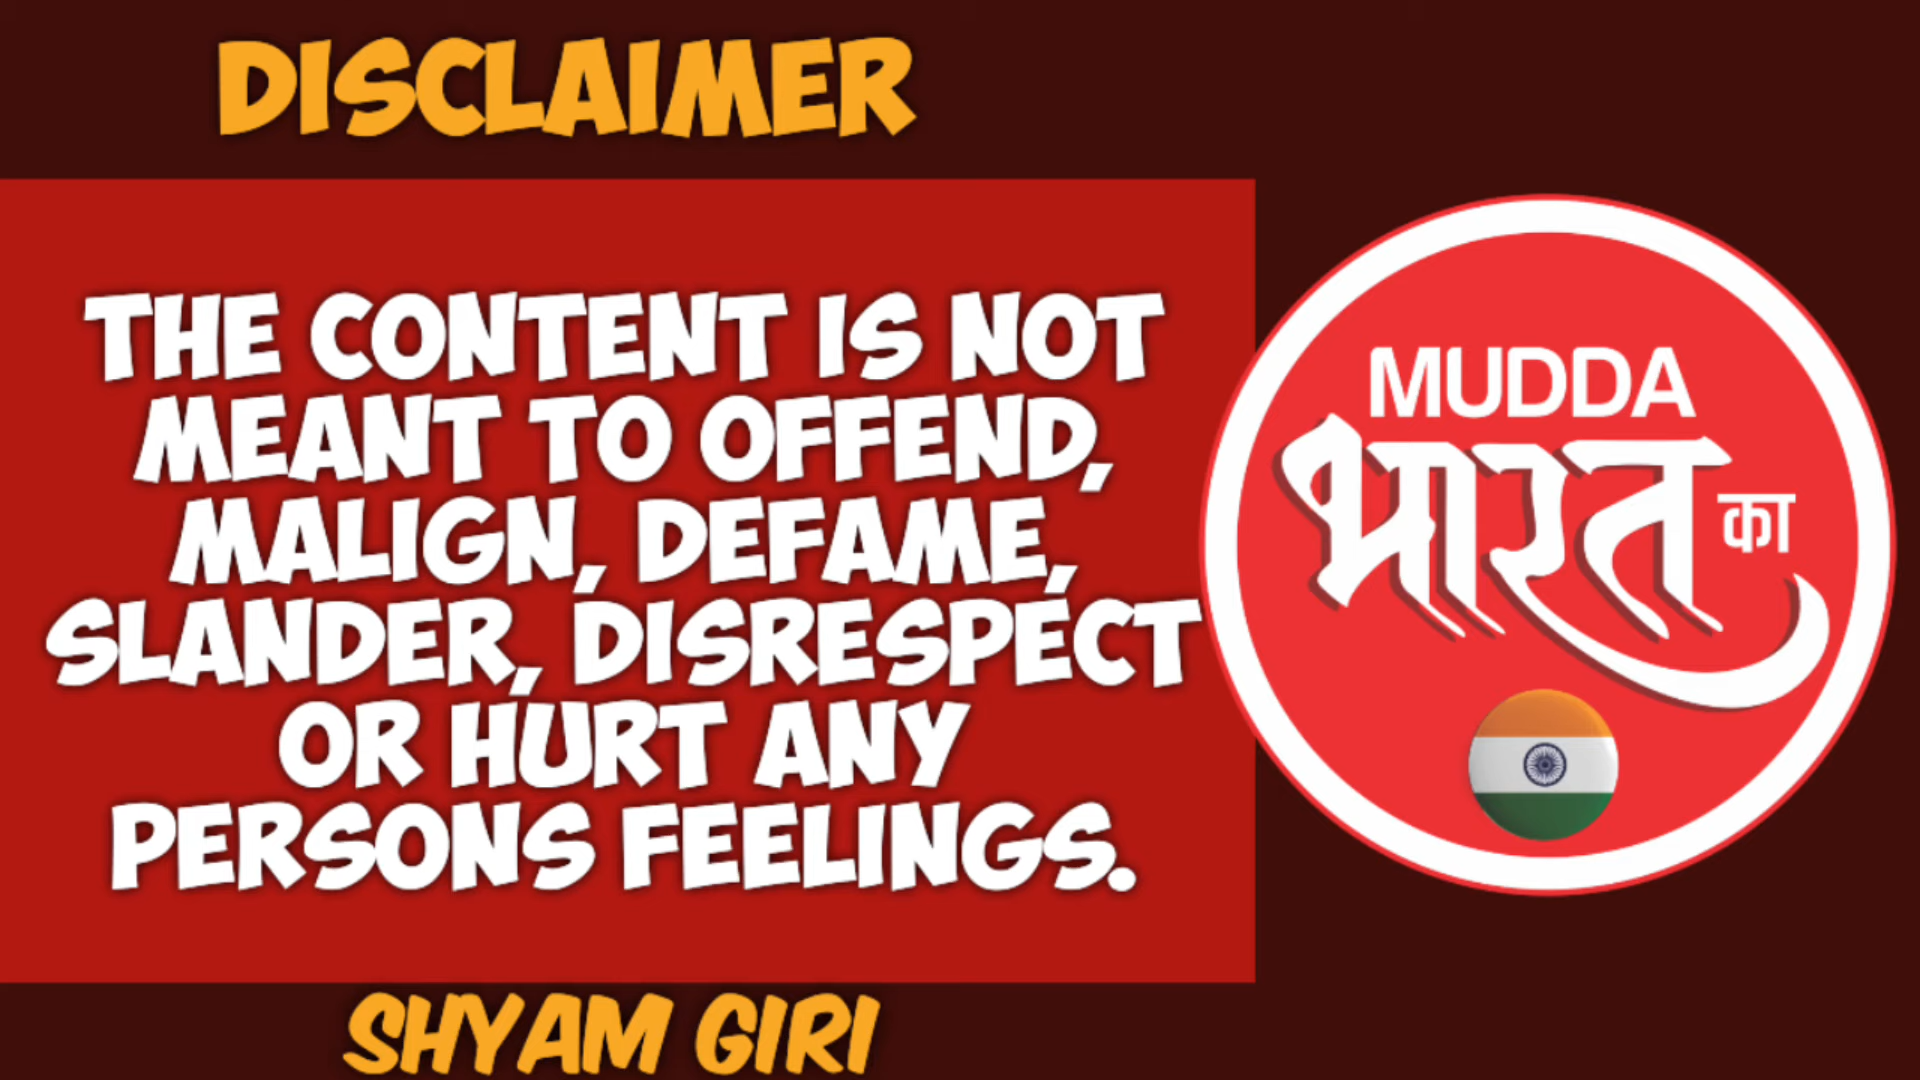 DISCLAIMER
THE CONTENT IS NOT
MEANT TO OFFEND,
MALIGN, DEFAME,
SLANDER, DISRESPECT
OR HURT ANY
PERSONS FEELINGS.
SHYAM GIRI
MUDDA
भारत का